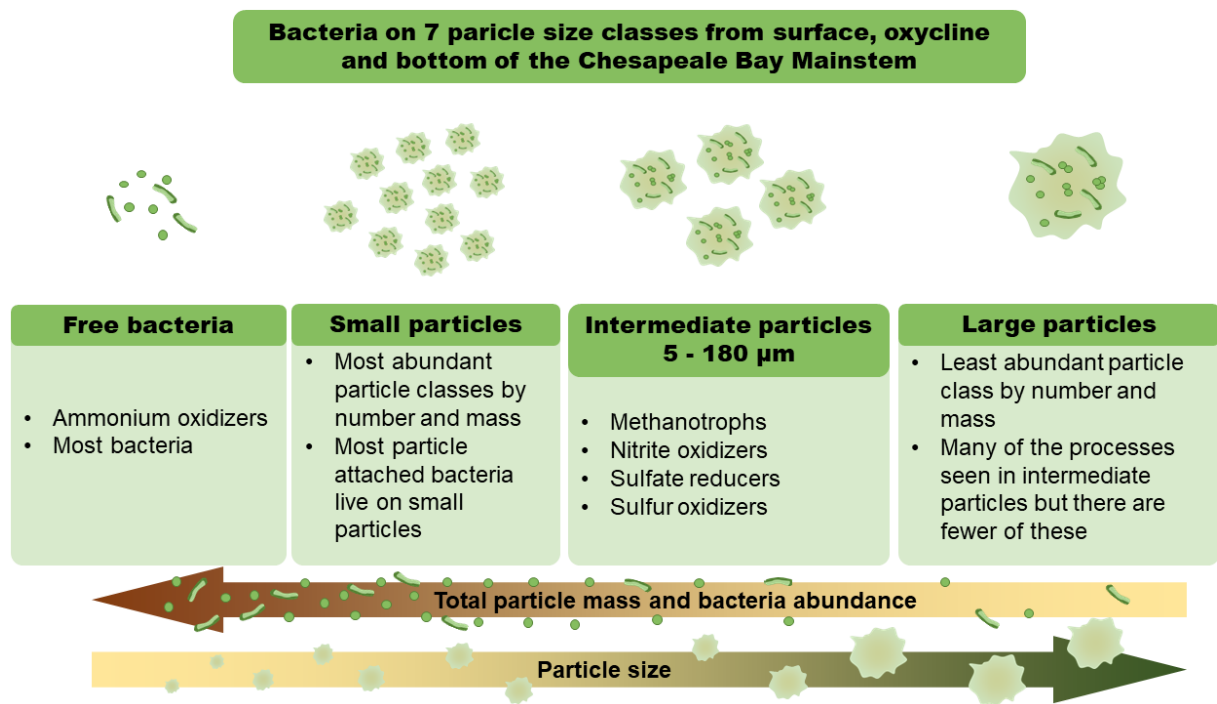 Bacteria on 7 paricle size classes from surface, oxycline
and bottom of the Chesapeale Bay Mainstem
Free bacteria
• Ammonium oxidizers
• Most bacteria
Small particles
• Most abundant
particle classes by
number and mass
• Most particle
attached bacteria
live on small
particles
Intermediate particles
5 - 180 µm
• Methanotrophs
• Nitrite oxidizers
• Sulfate reducers
• Sulfur oxidizers
Large particles
• Least abundant particle
class by number and
mass
• Many of the processes
seen in intermediate
particles but there are
fewer of these
Total particle mass and bacteria abundance
Particle size